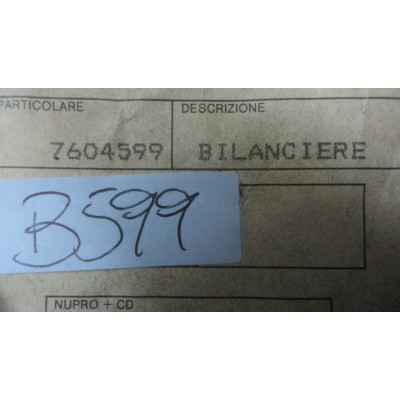 PARTICOLARE DESCRIZIONE
7604599 BILANCIERE
B599
NUPRO + CD